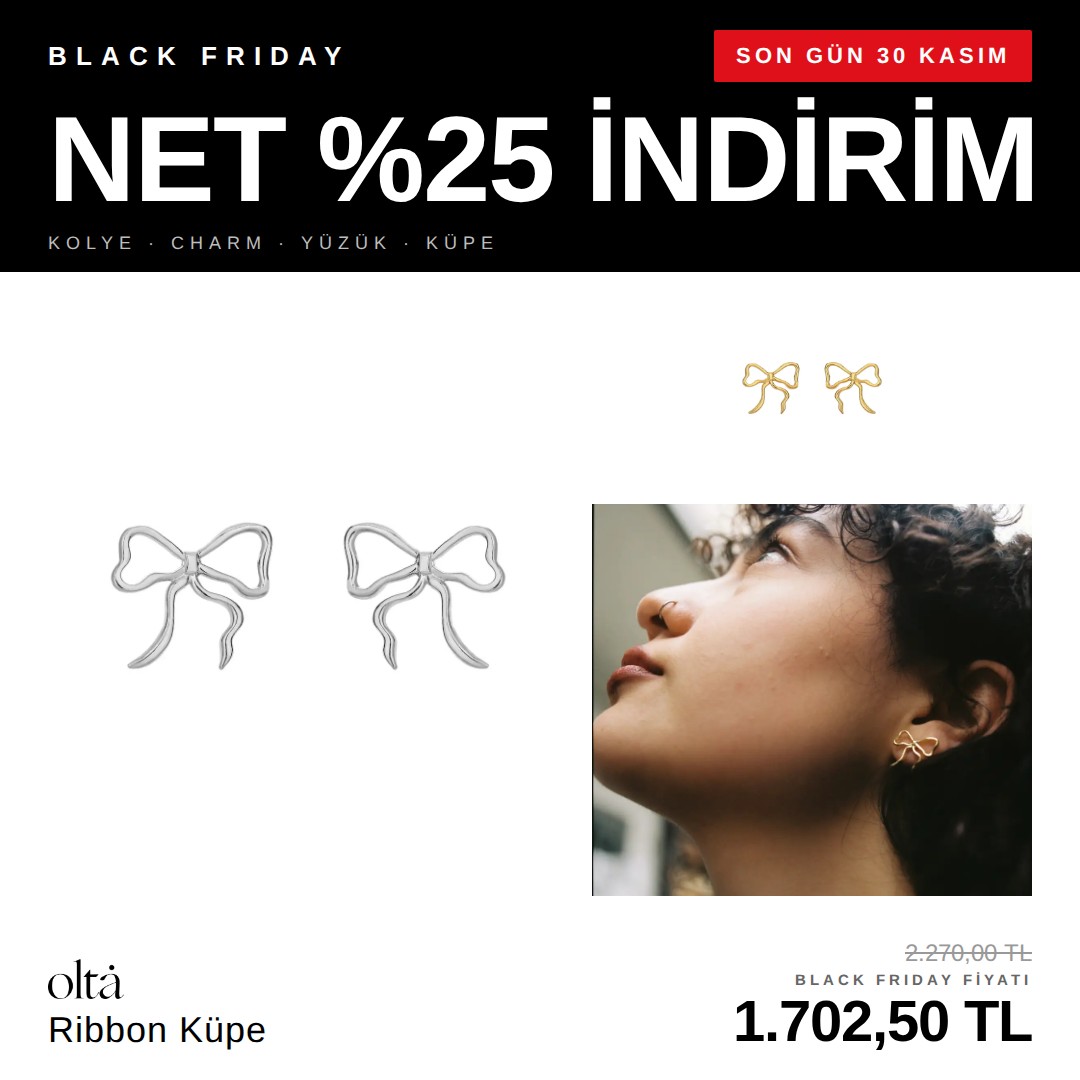 BLACK FRIDAY
SON GÜN 30 KASIM
NET %25 İNDİRİM
KOLYE · CHARM · YÜZÜK · KÜPE
olta
Ribbon Küpe
2.270,00 TL
BLACK FRIDAY FİYATI
1.702,50 TL